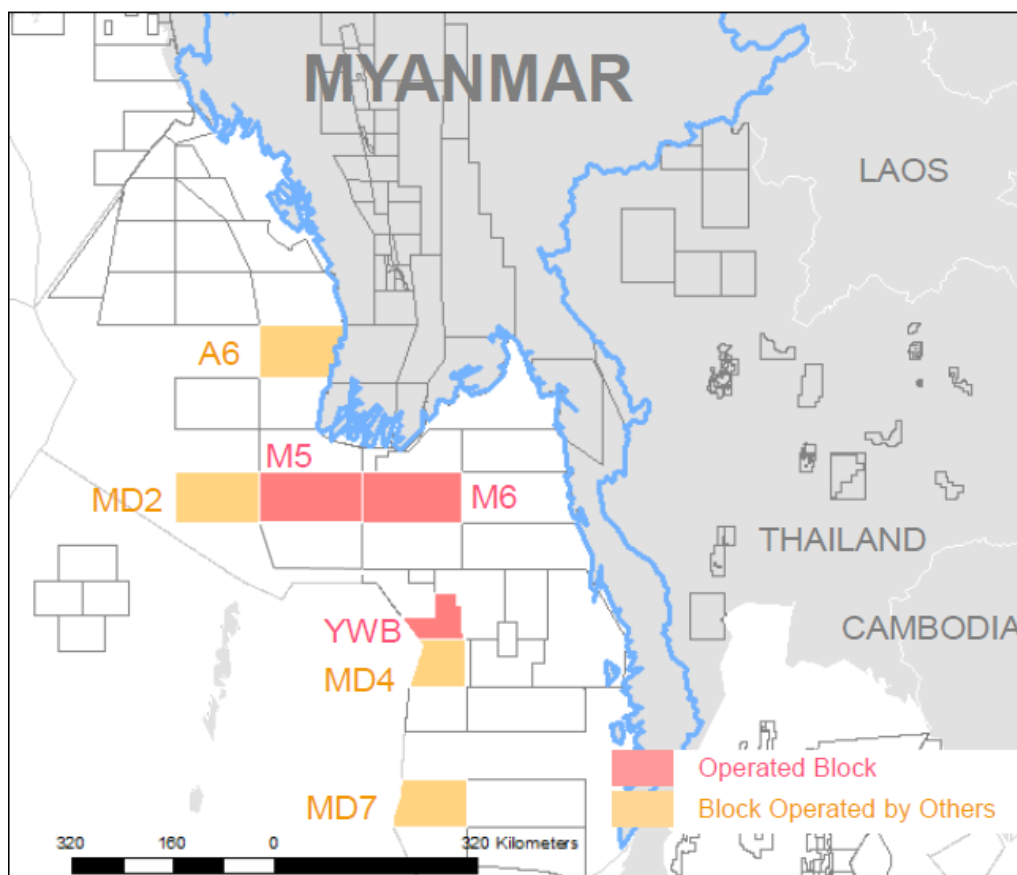 MYANMAR
LAOS
A6
M5
MD2
M6
THAILAND
YWB
CAMBODIA
MD4
Operated Block
MD7
Block Operated by Others
320 160 0 320 Kilometers